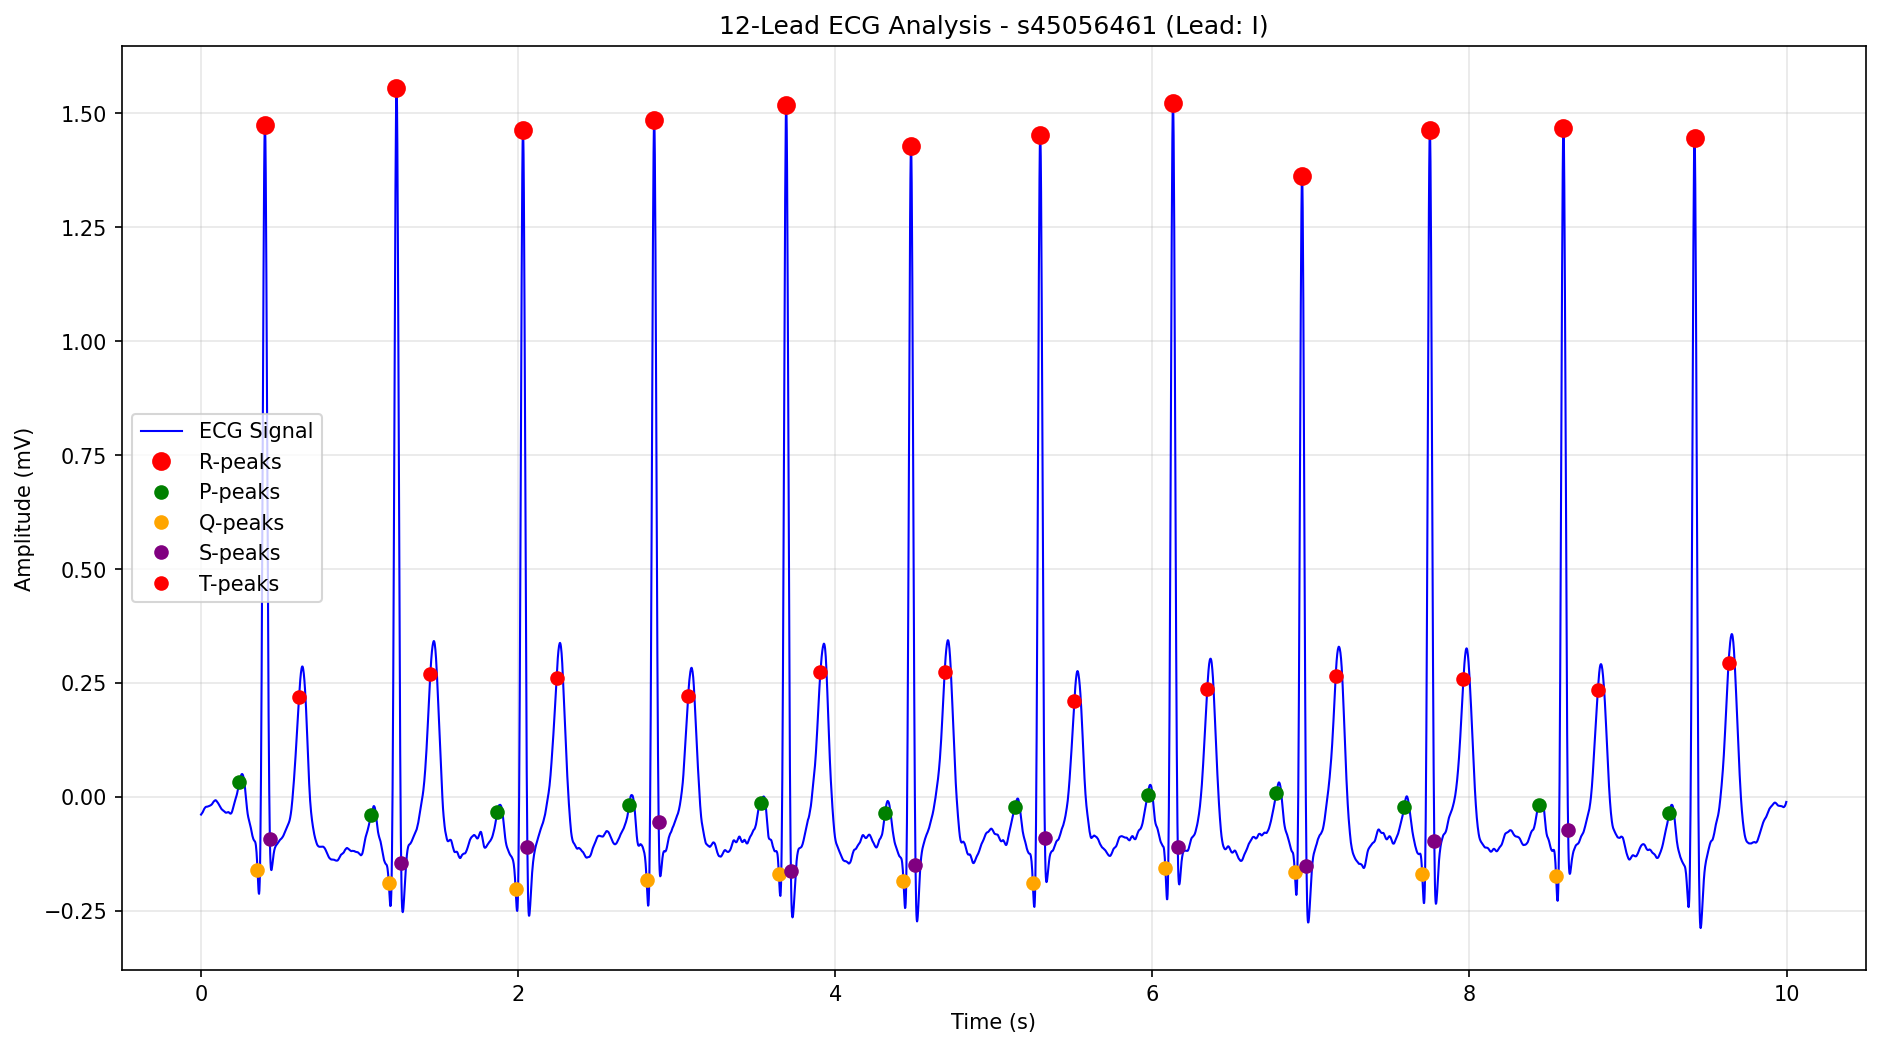 12-Lead ECG Analysis - s45056461 (Lead: I)
1.50
1.25
1.00
0.75
0.50
0.25
0.00
−0.25
Amplitude (mV)
ECG Signal
R-peaks
P-peaks
Q-peaks
S-peaks
T-peaks
0 2 4 6 8 10
Time (s)